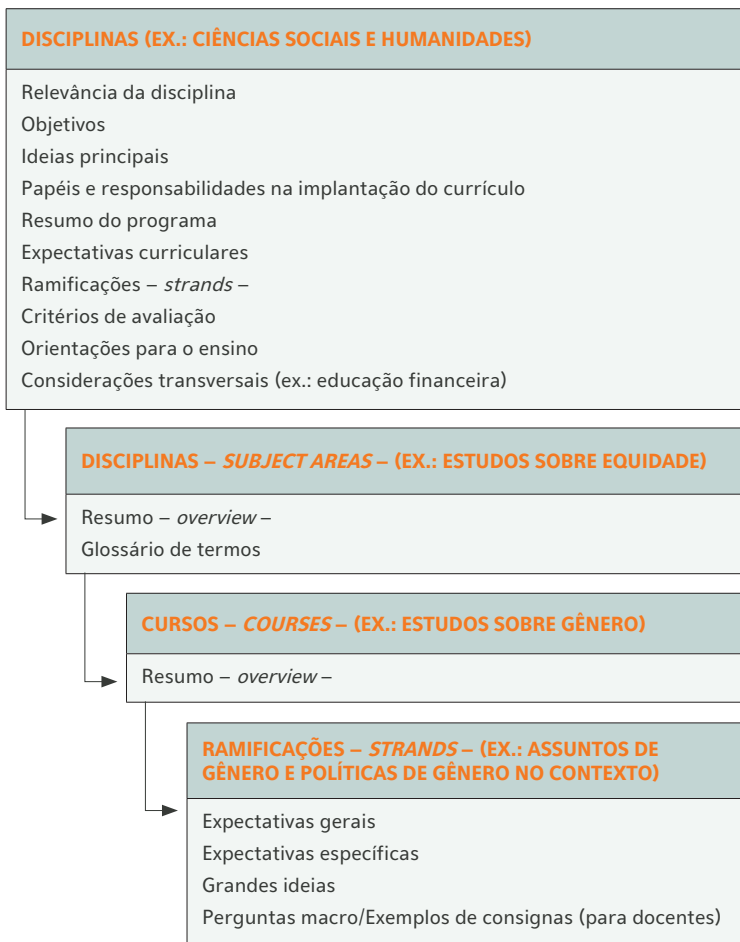 DISCIPLINAS (EX.: CIÊNCIAS SOCIAIS E HUMANIDADES)
Relevância da disciplina
Objetivos
Ideias principais
Papéis e responsabilidades na implantação do currículo
Resumo do programa
Expectativas curriculares
Ramificações – strands –
Critérios de avaliação
Orientações para o ensino
Considerações transversais (ex.: educação financeira)
DISCIPLINAS – SUBJECT AREAS – (EX.: ESTUDOS SOBRE EQUIDADE)
Resumo – overview –
Glossário de termos
CURSOS – COURSES – (EX.: ESTUDOS SOBRE GÊNERO)
Resumo – overview –
RAMIFICAÇÕES – STRANDS – (EX.: ASSUNTOS DE
GÊNERO E POLÍTICAS DE GÊNERO NO CONTEXTO)
Expectativas gerais
Expectativas específicas
Grandes ideias
Perguntas macro/Exemplos de consignas (para docentes)